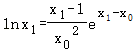 ln x₁ = (x₁ − 1) / x₀² e^(x₁ − x₀)